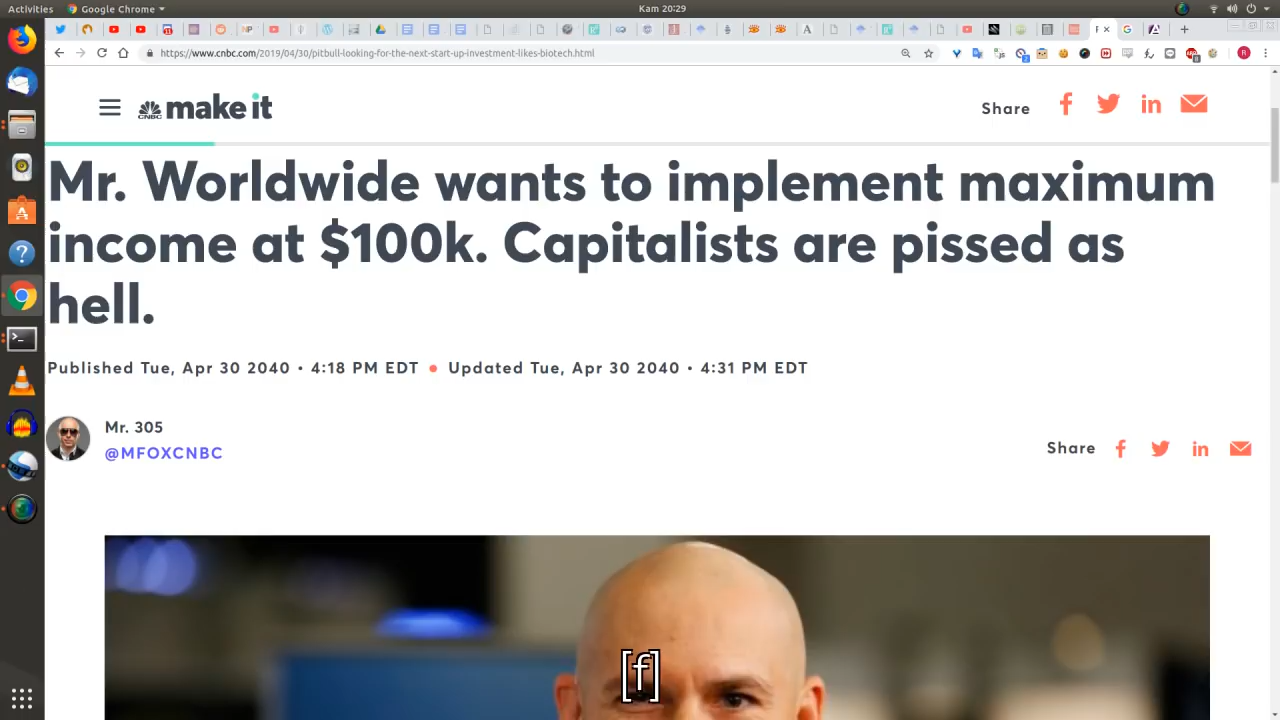 Activities
Google Chrome
Kam 20:29
https://www.cnbc.com/2019/04/30/pitbull-looking-for-the-next-start-up-investment-likes-biotech.html
CNBC
make it
Share
Mr. Worldwide wants to implement maximum
income at $100k. Capitalists are pissed as
hell.
Published Tue, Apr 30 2040 • 4:18 PM EDT • Updated Tue, Apr 30 2040 • 4:31 PM EDT
Mr. 305
@MFOXCNBC
Share
[f]